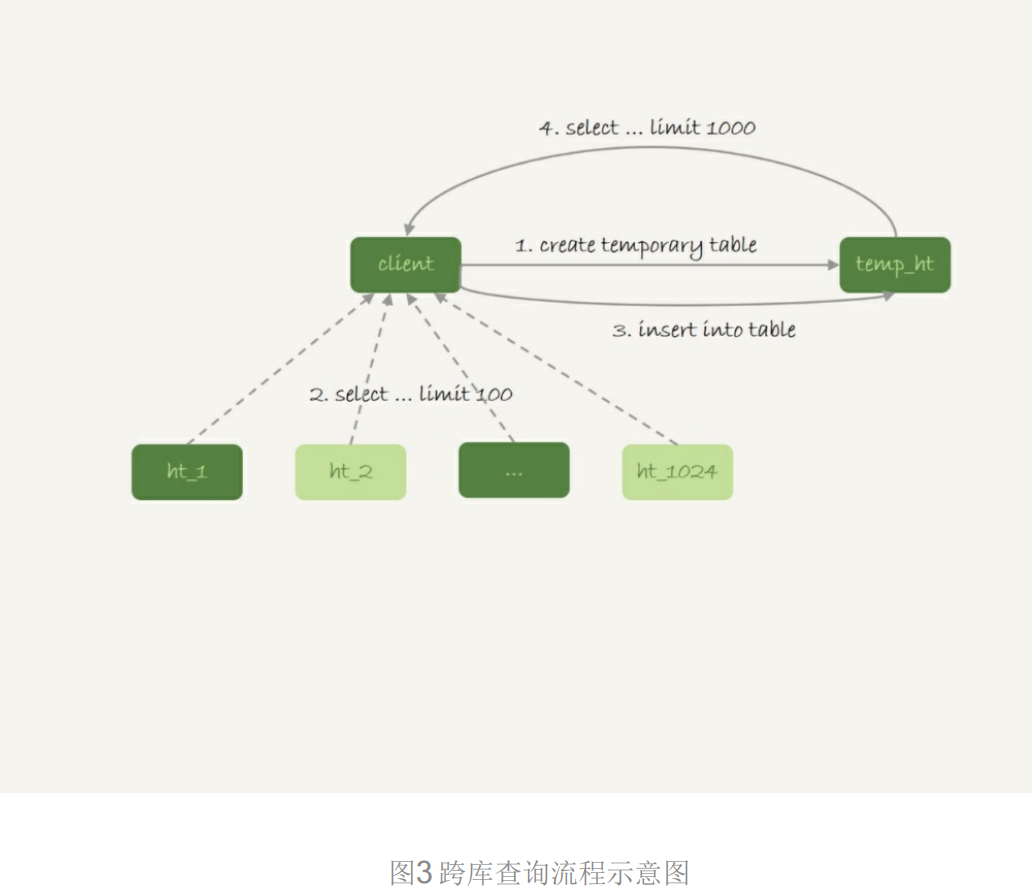 4. select ... limit 1000
1. create temporary table
client
temp_ht
3. insert into table
2. select ... limit 100
ht_1
ht_2
...
ht_1024
图3 跨库查询流程示意图